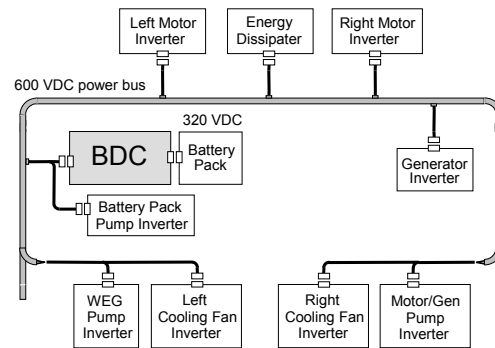 Left Motor
Inverter
Energy
Dissipater
Right Motor
Inverter
600 VDC power bus
320 VDC
BDC
Battery
Pack
Generator
Inverter
Battery Pack
Pump Inverter
WEG
Pump
Inverter
Left
Cooling Fan
Inverter
Right
Cooling Fan
Inverter
Motor/Gen
Pump
Inverter